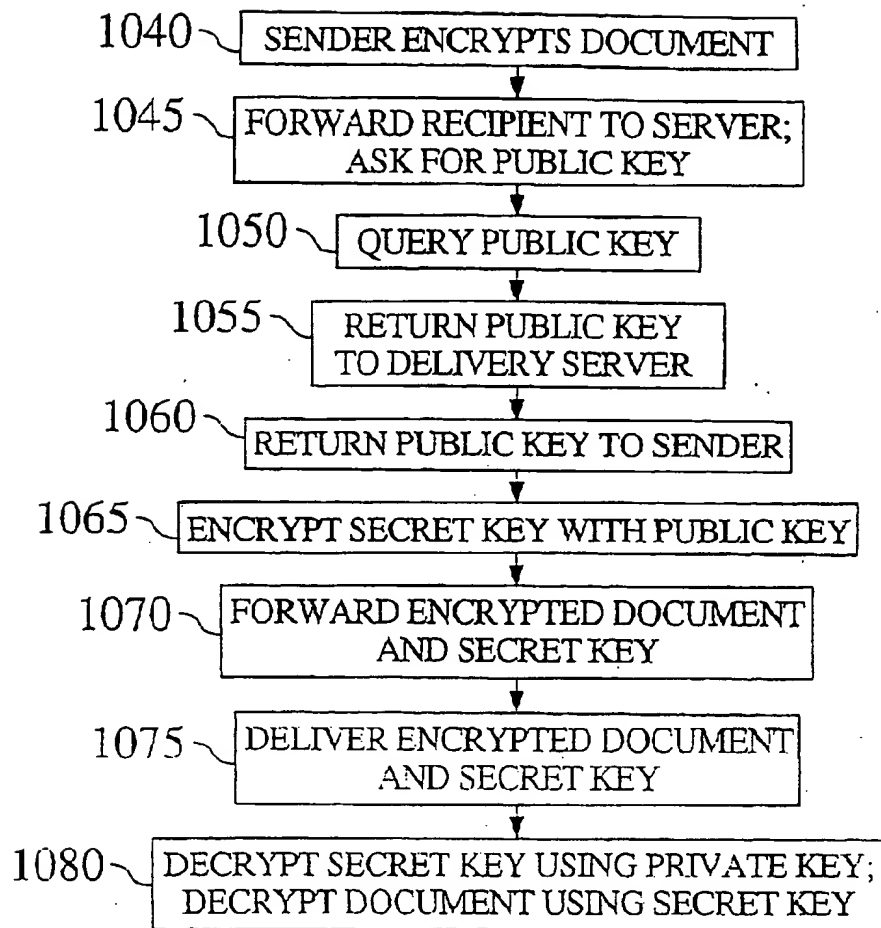 1040 SENDER ENCRYPTS DOCUMENT
1045 FORWARD RECIPIENT TO SERVER;
ASK FOR PUBLIC KEY
1050 QUERY PUBLIC KEY
1055 RETURN PUBLIC KEY
TO DELIVERY SERVER
1060 RETURN PUBLIC KEY TO SENDER
1065 ENCRYPT SECRET KEY WITH PUBLIC KEY
1070 FORWARD ENCRYPTED DOCUMENT
AND SECRET KEY
1075 DELIVER ENCRYPTED DOCUMENT
AND SECRET KEY
1080 DECRYPT SECRET KEY USING PRIVATE KEY;
DECRYPT DOCUMENT USING SECRET KEY